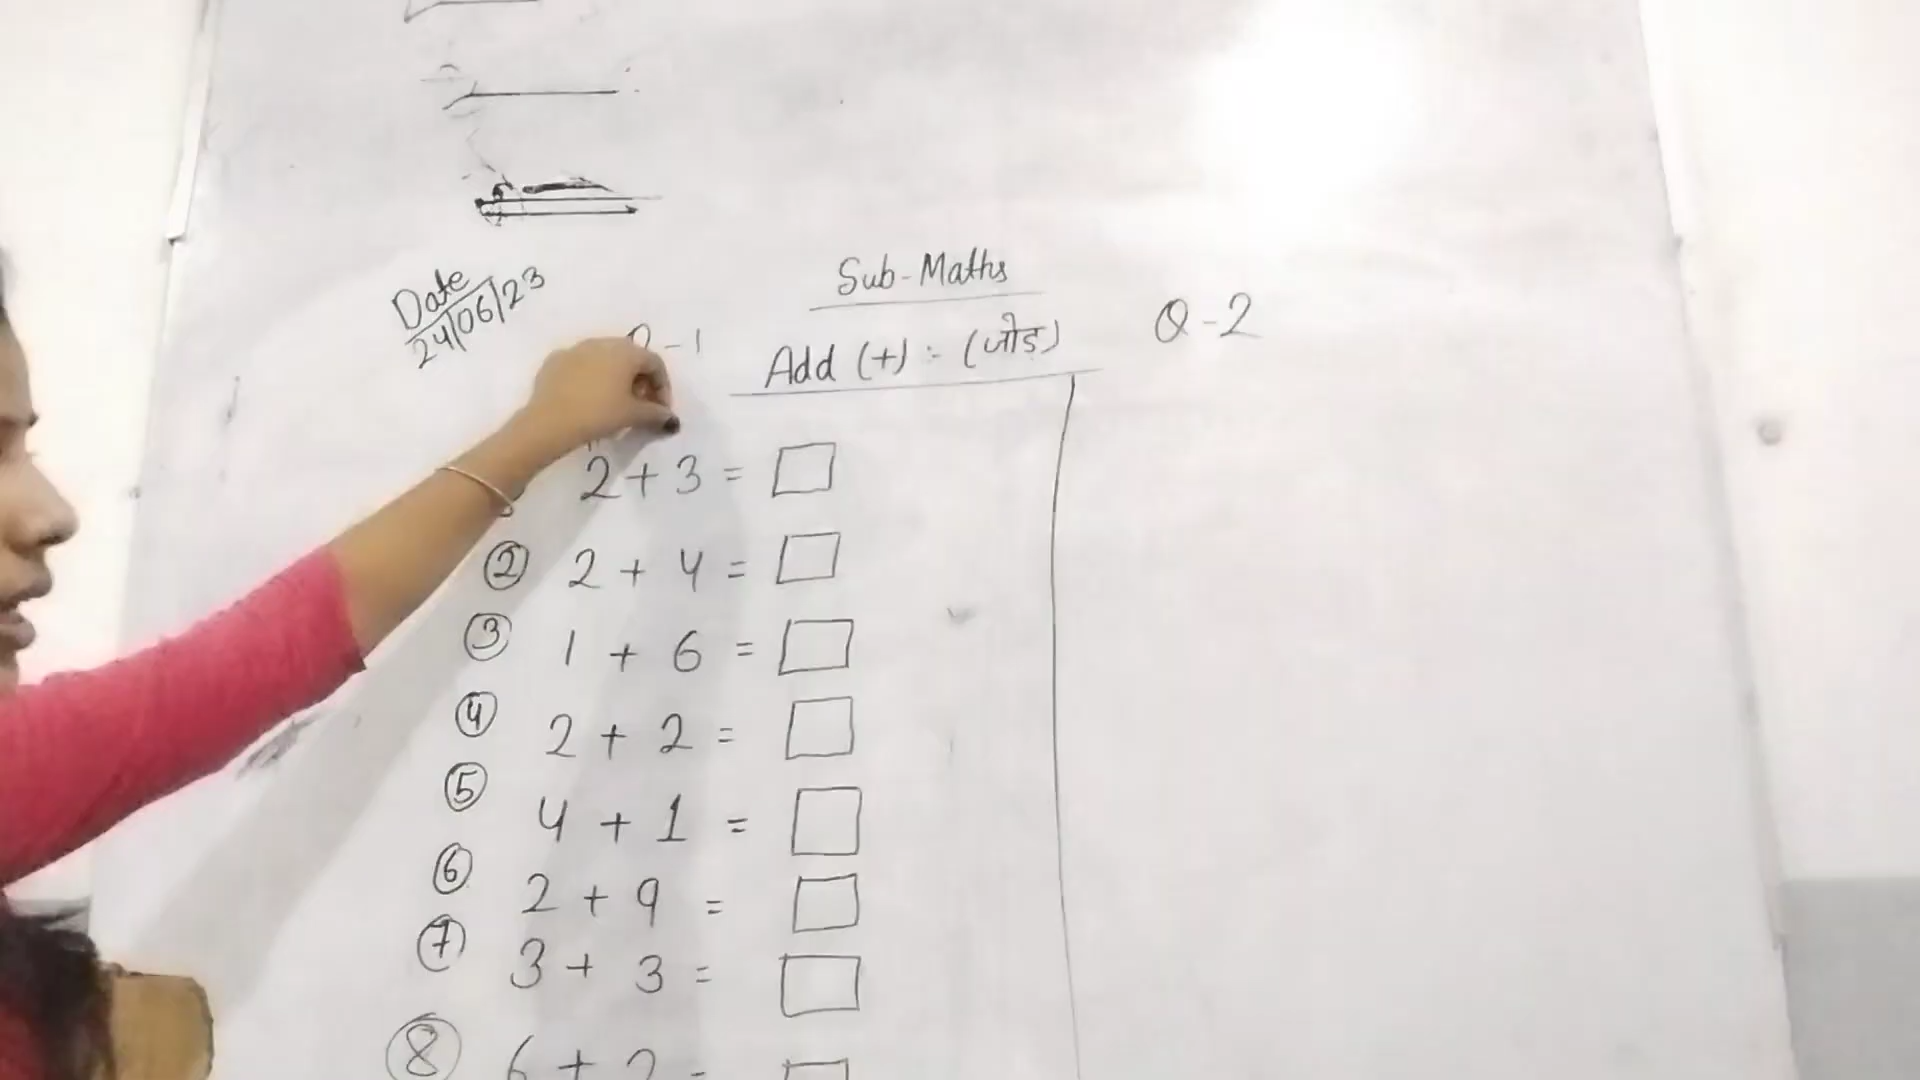 Date
24/06/23
Sub-Maths
Q-1
Add (+) :- (जोड)
Q-2
2 + 3 = □
② 2 + 4 = □
③ 1 + 6 = □
④ 2 + 2 = □
⑤ 4 + 1 = □
⑥ 2 + 9 = □
⑦ 3 + 3 = □
⑧ 6 +